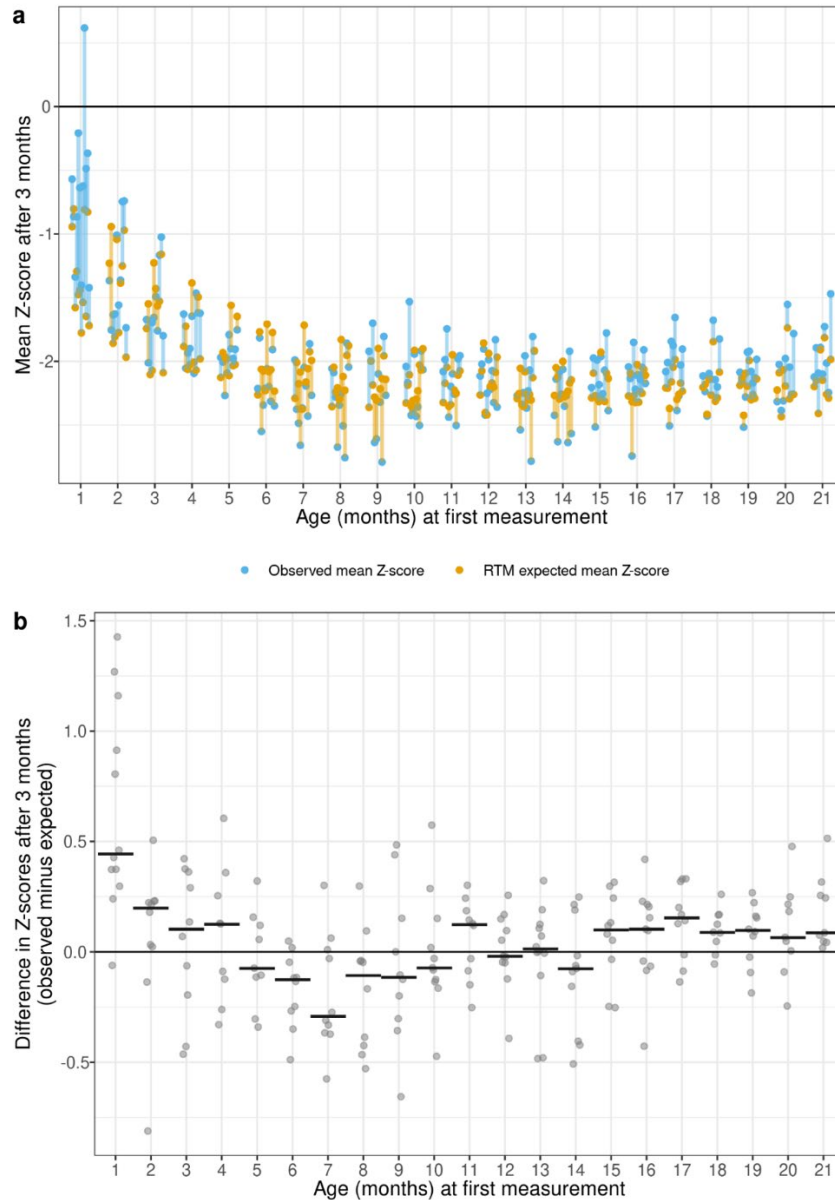 a
Mean Z-score after 3 months
0
-1
-2
1 2 3 4 5 6 7 8 9 10 11 12 13 14 15 16 17 18 19 20 21
Age (months) at first measurement
Observed mean Z-score RTM expected mean Z-score
b
Difference in Z-scores after 3 months
(observed minus expected)
1.5
1.0
0.5
0.0
-0.5
1 2 3 4 5 6 7 8 9 10 11 12 13 14 15 16 17 18 19 20 21
Age (months) at first measurement